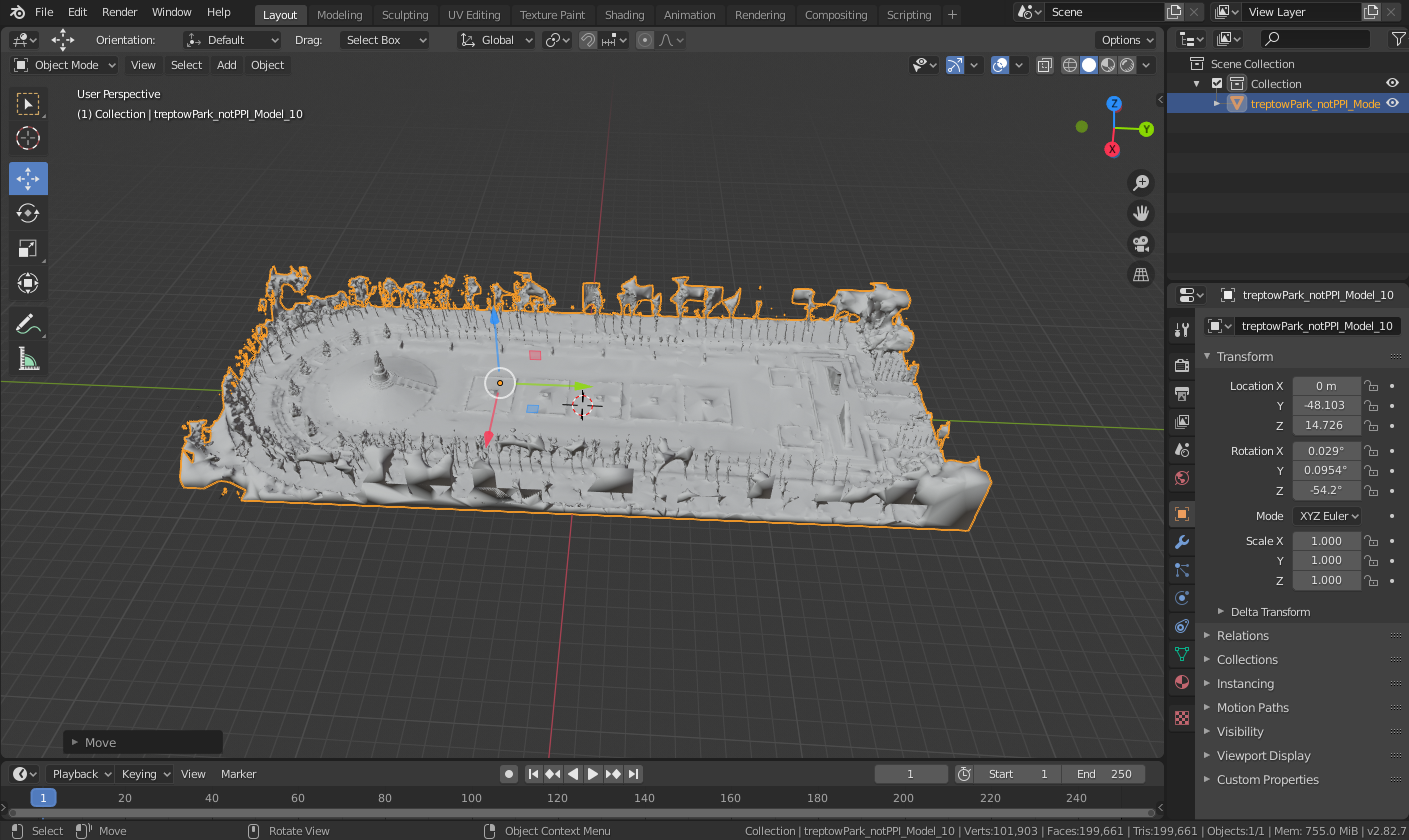 File Edit Render Window Help Layout Modeling Sculpting UV Editing Texture Paint Shading Animation Rendering Compositing Scripting + Scene View Layer
Orientation: Default Drag: Select Box Global Options
Object Mode View Select Add Object
User Perspective
(1) Collection | treptowPark_notPPI_Model_10
Z
Y
X
Scene Collection
Collection
treptowPark_notPPI_Mode
treptowPark_notPPI_Model_10
treptowPark_notPPI_Model_10
Transform
Location X 0 m
Y -48.103
Z 14.726
Rotation X 0.029°
Y 0.0954°
Z -54.2°
Mode XYZ Euler
Scale X 1.000
Y 1.000
Z 1.000
Delta Transform
Relations
Collections
Instancing
Motion Paths
Visibility
Viewport Display
Custom Properties
Move
Playback Keying View Marker 1 Start 1 End 250
1 20 40 60 80 100 120 140 160 180 200 220 240
Select Move Rotate View Object Context Menu Collection | treptowPark_notPPI_Model_10 | Verts:101,903 | Faces:199,661 | Tris:199,661 | Objects:1/1 | Mem: 755.0 MiB | v2.82.7